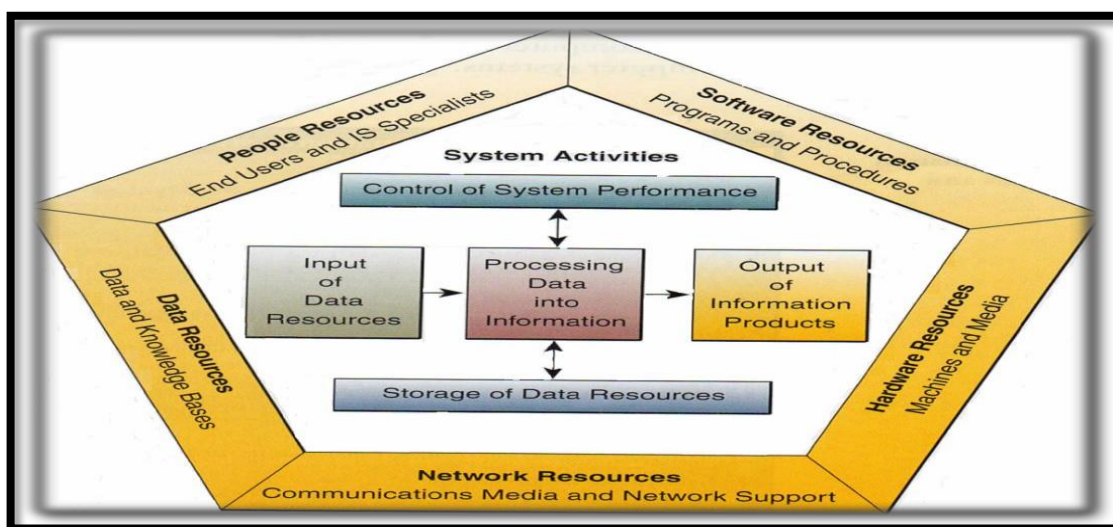 People Resources
End Users and IS Specialists
Software Resources
Programs and Procedures
System Activities
Control of System Performance
Input
of
Data
Resources
Processing
Data
into
Information
Output
of
Information
Products
Storage of Data Resources
Data Resources
Data and Knowledge Bases
Hardware Resources
Machines and Media
Network Resources
Communications Media and Network Support